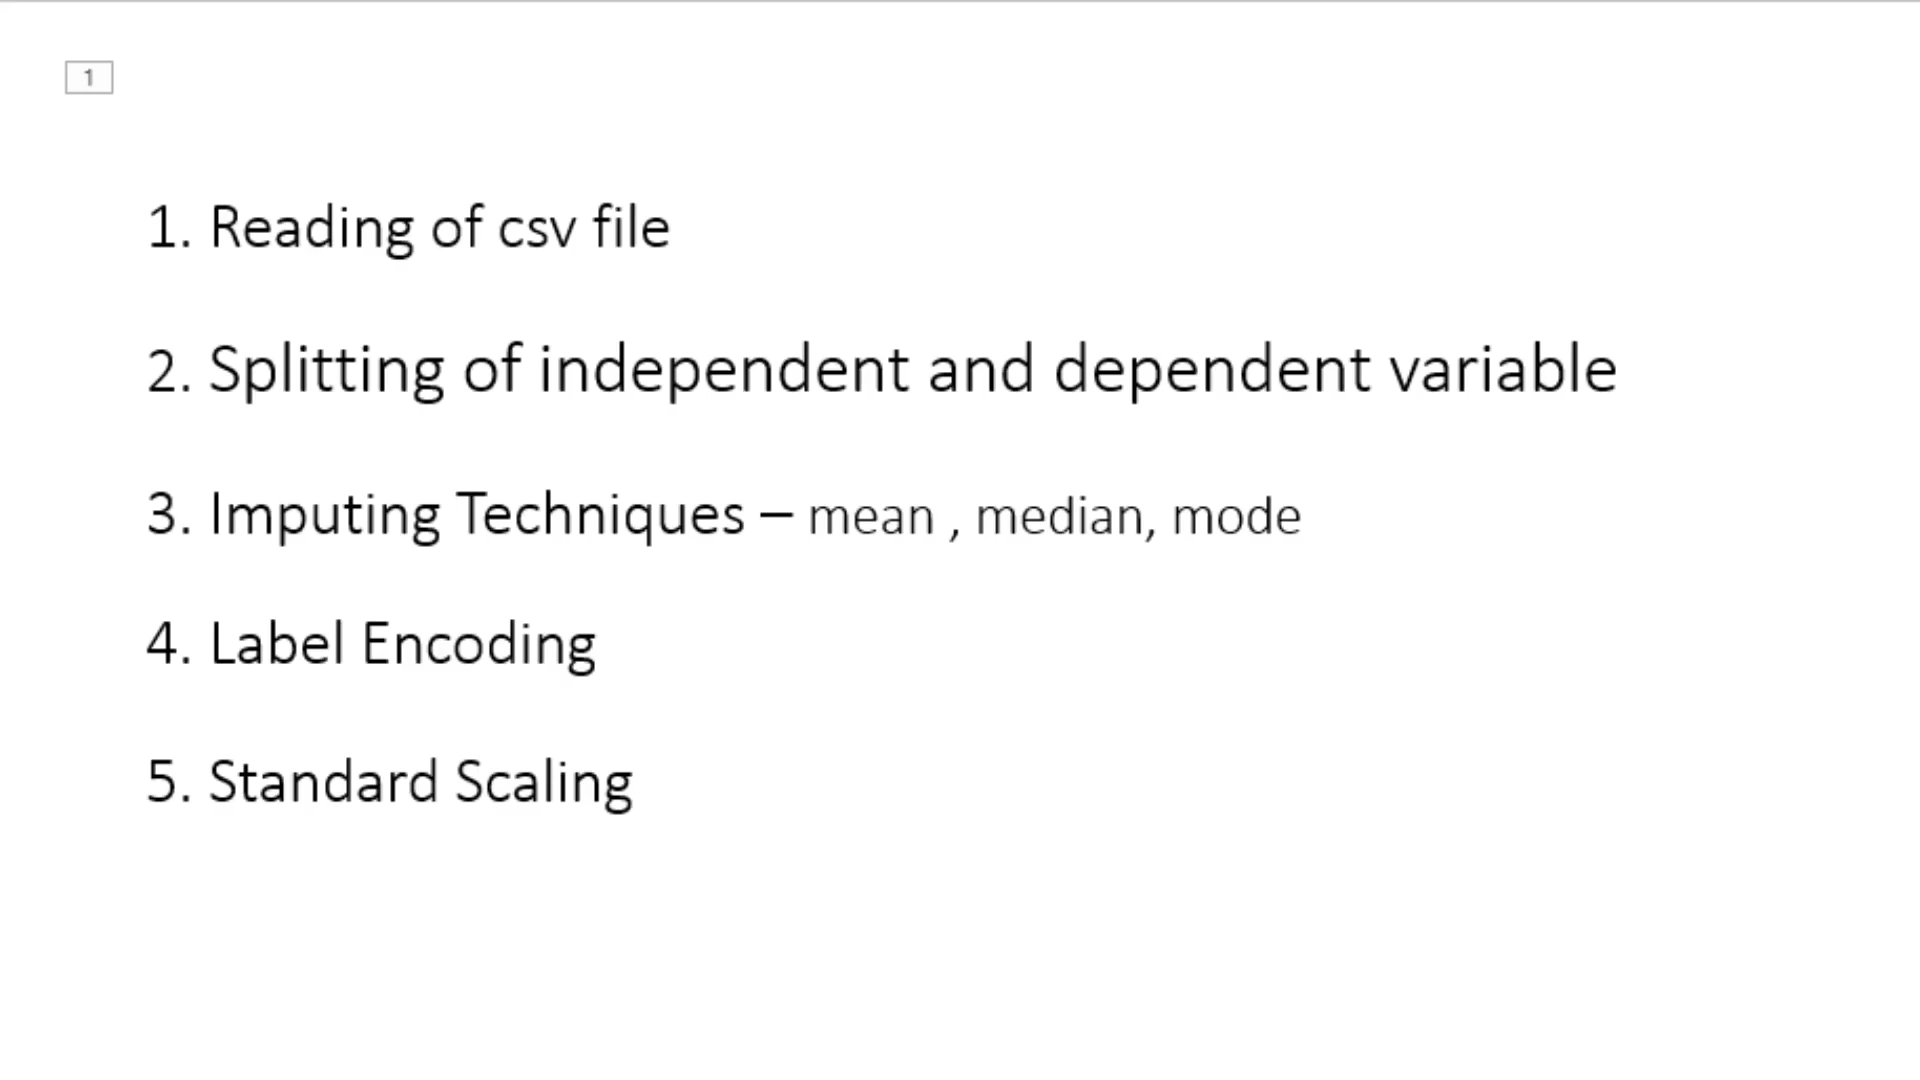 1
1. Reading of csv file
2. Splitting of independent and dependent variable
3. Imputing Techniques – mean , median, mode
4. Label Encoding
5. Standard Scaling